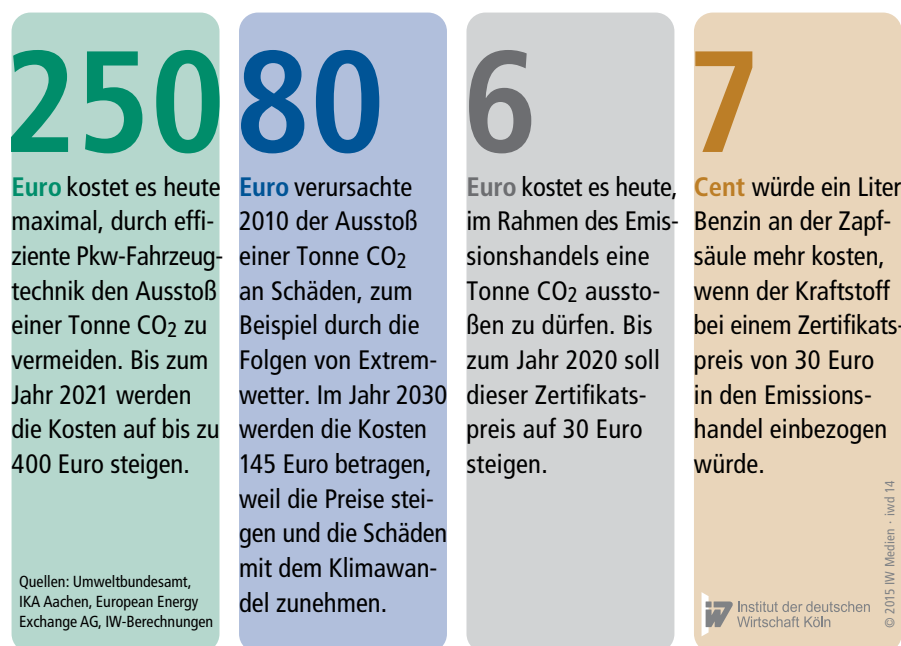 250
Euro kostet es heute
maximal, durch effi-
ziente Pkw-Fahrzeug-
technik den Ausstoß
einer Tonne CO2 zu
vermeiden. Bis zum
Jahr 2021 werden
die Kosten auf bis zu
400 Euro steigen.
Quellen: Umweltbundesamt,
IKA Aachen, European Energy
Exchange AG, IW-Berechnungen
80
Euro verursachte
2010 der Ausstoß
einer Tonne CO2
an Schäden, zum
Beispiel durch die
Folgen von Extrem-
wetter. Im Jahr 2030
werden die Kosten
145 Euro betragen,
weil die Preise stei-
gen und die Schäden
mit dem Klimawan-
del zunehmen.
6
Euro kostet es heute,
im Rahmen des Emis-
sionshandels eine
Tonne CO2 aussto-
ßen zu dürfen. Bis
zum Jahr 2020 soll
dieser Zertifikats-
preis auf 30 Euro
steigen.
7
Cent würde ein Liter
Benzin an der Zapf-
säule mehr kosten,
wenn der Kraftstoff
bei einem Zertifikats-
preis von 30 Euro
in den Emissions-
handel einbezogen
würde.
iw
Institut der deutschen
Wirtschaft Köln
© 2015 IW Medien · iwd 14